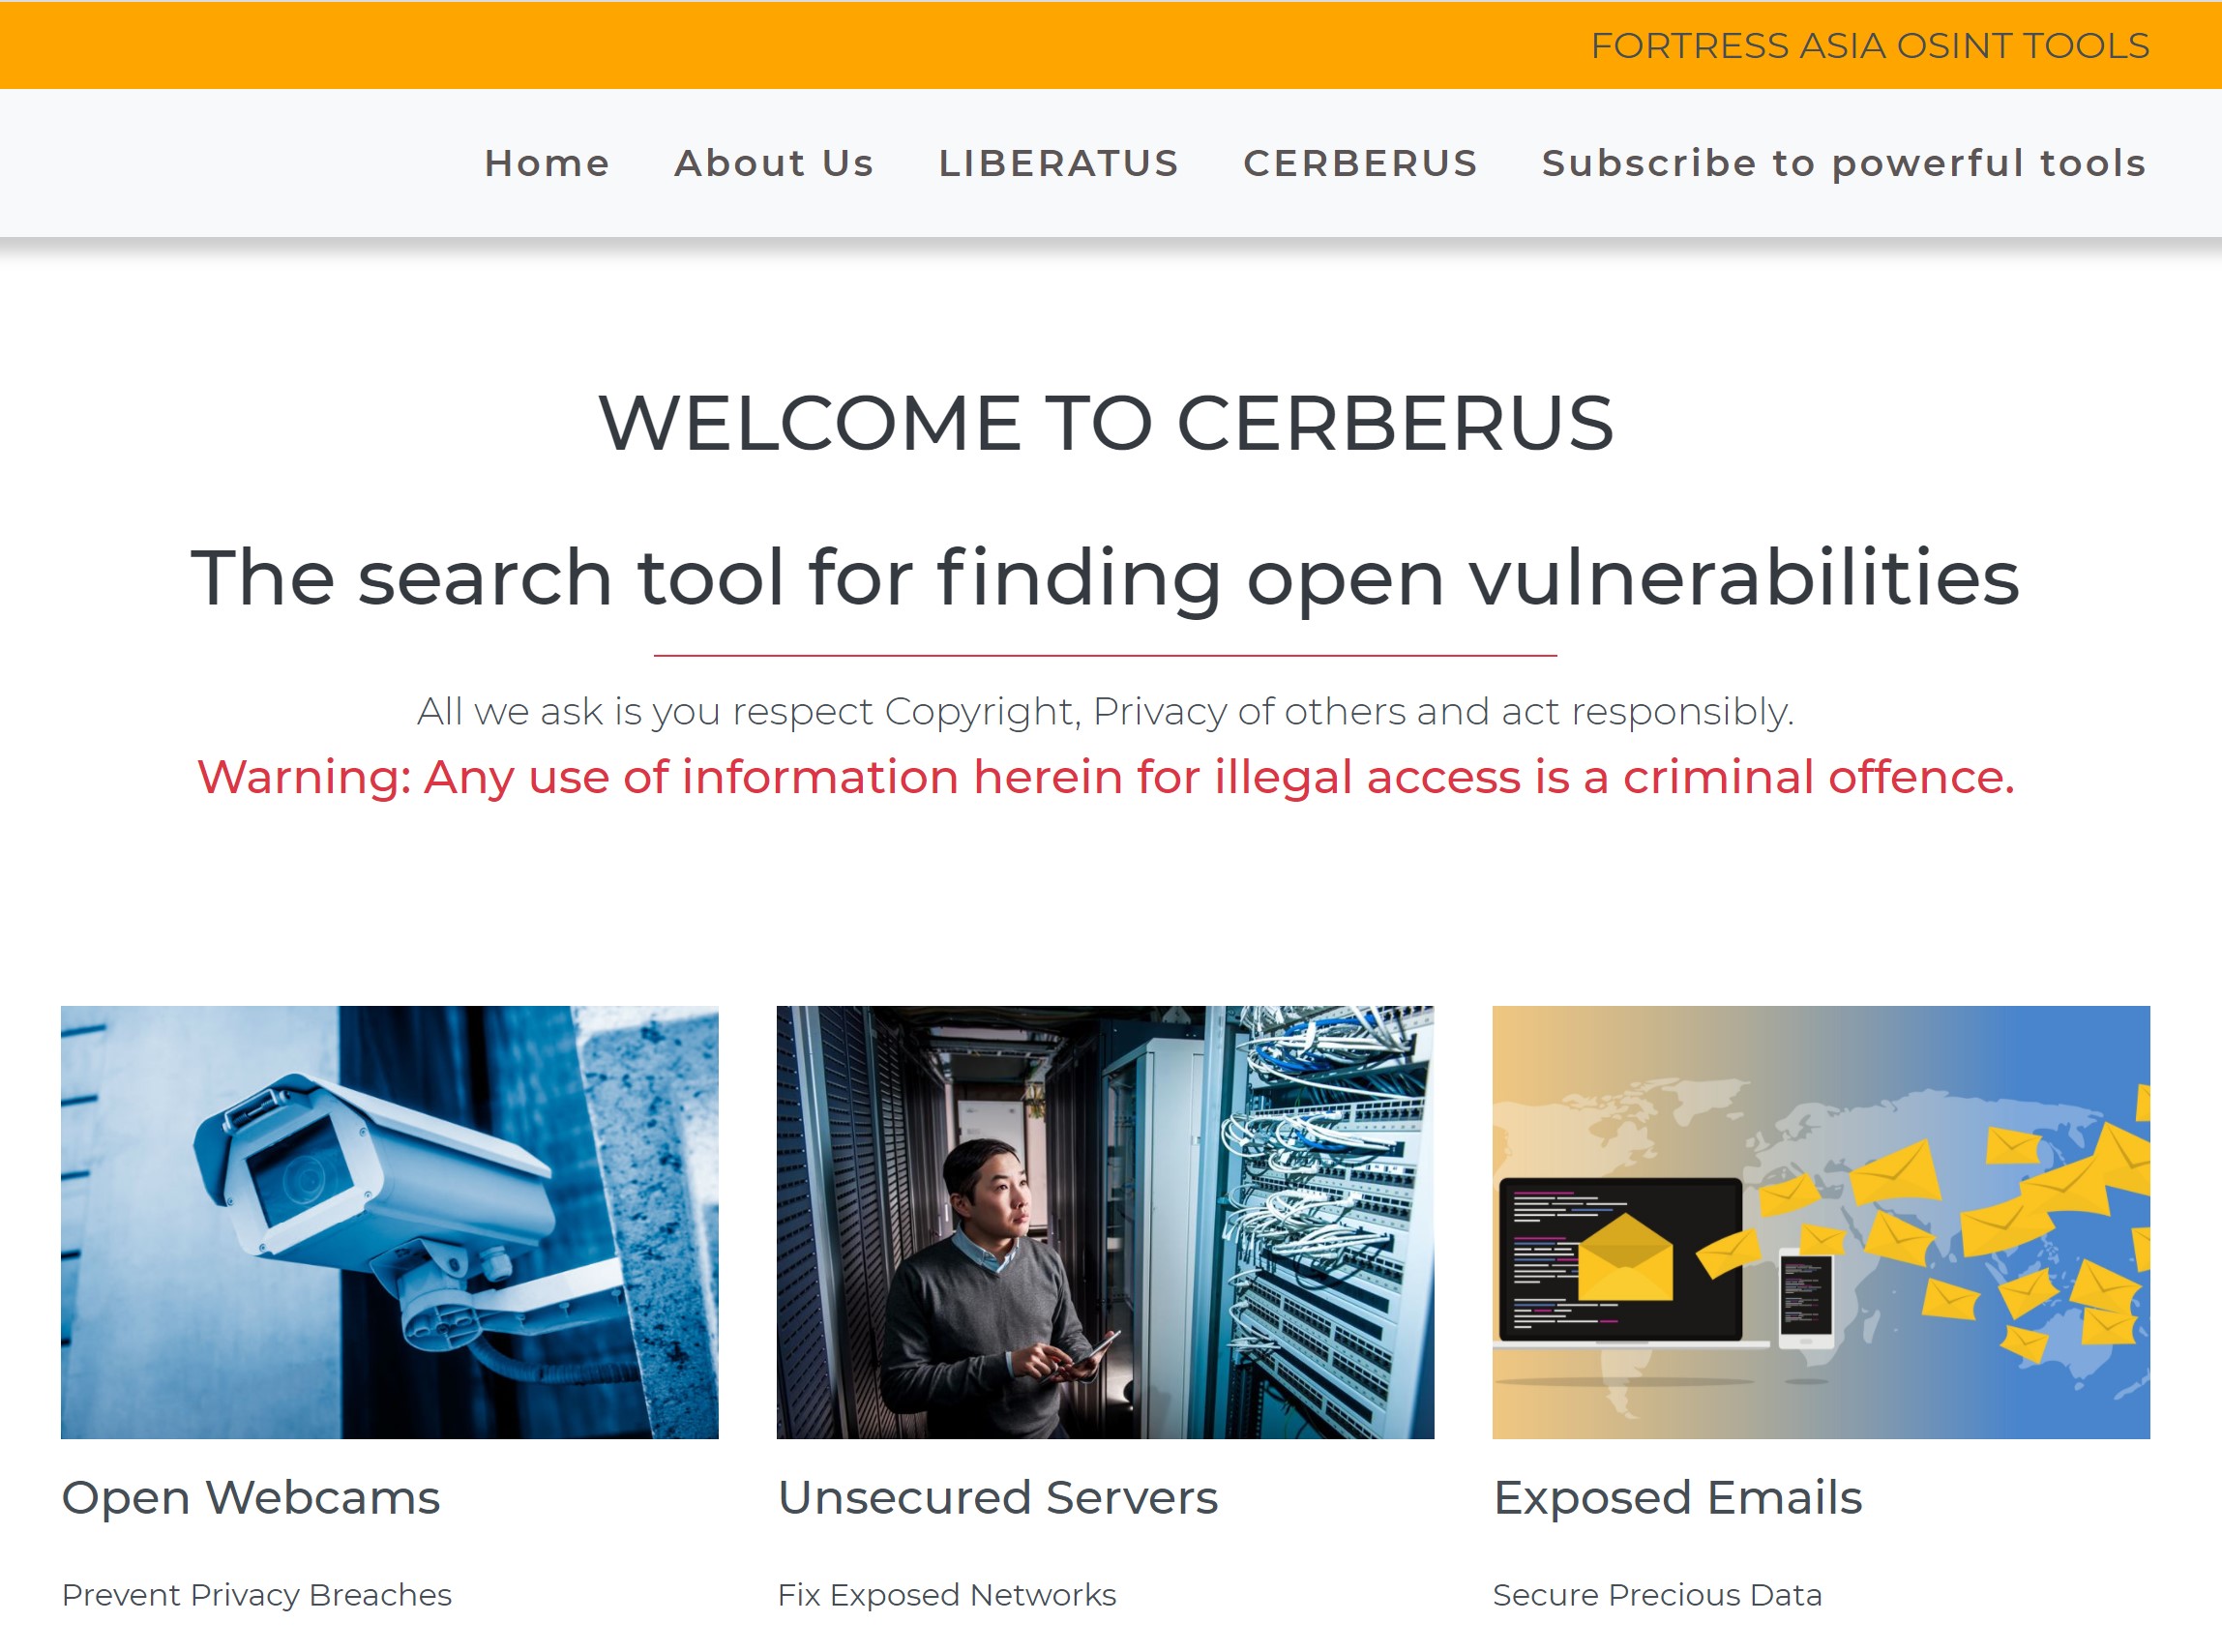 FORTRESS ASIA OSINT TOOLS
Home About Us LIBERATUS CERBERUS Subscribe to powerful tools
WELCOME TO CERBERUS
The search tool for finding open vulnerabilities
All we ask is you respect Copyright, Privacy of others and act responsibly.
Warning: Any use of information herein for illegal access is a criminal offence.
Open Webcams
Unsecured Servers
Exposed Emails
Prevent Privacy Breaches
Fix Exposed Networks
Secure Precious Data